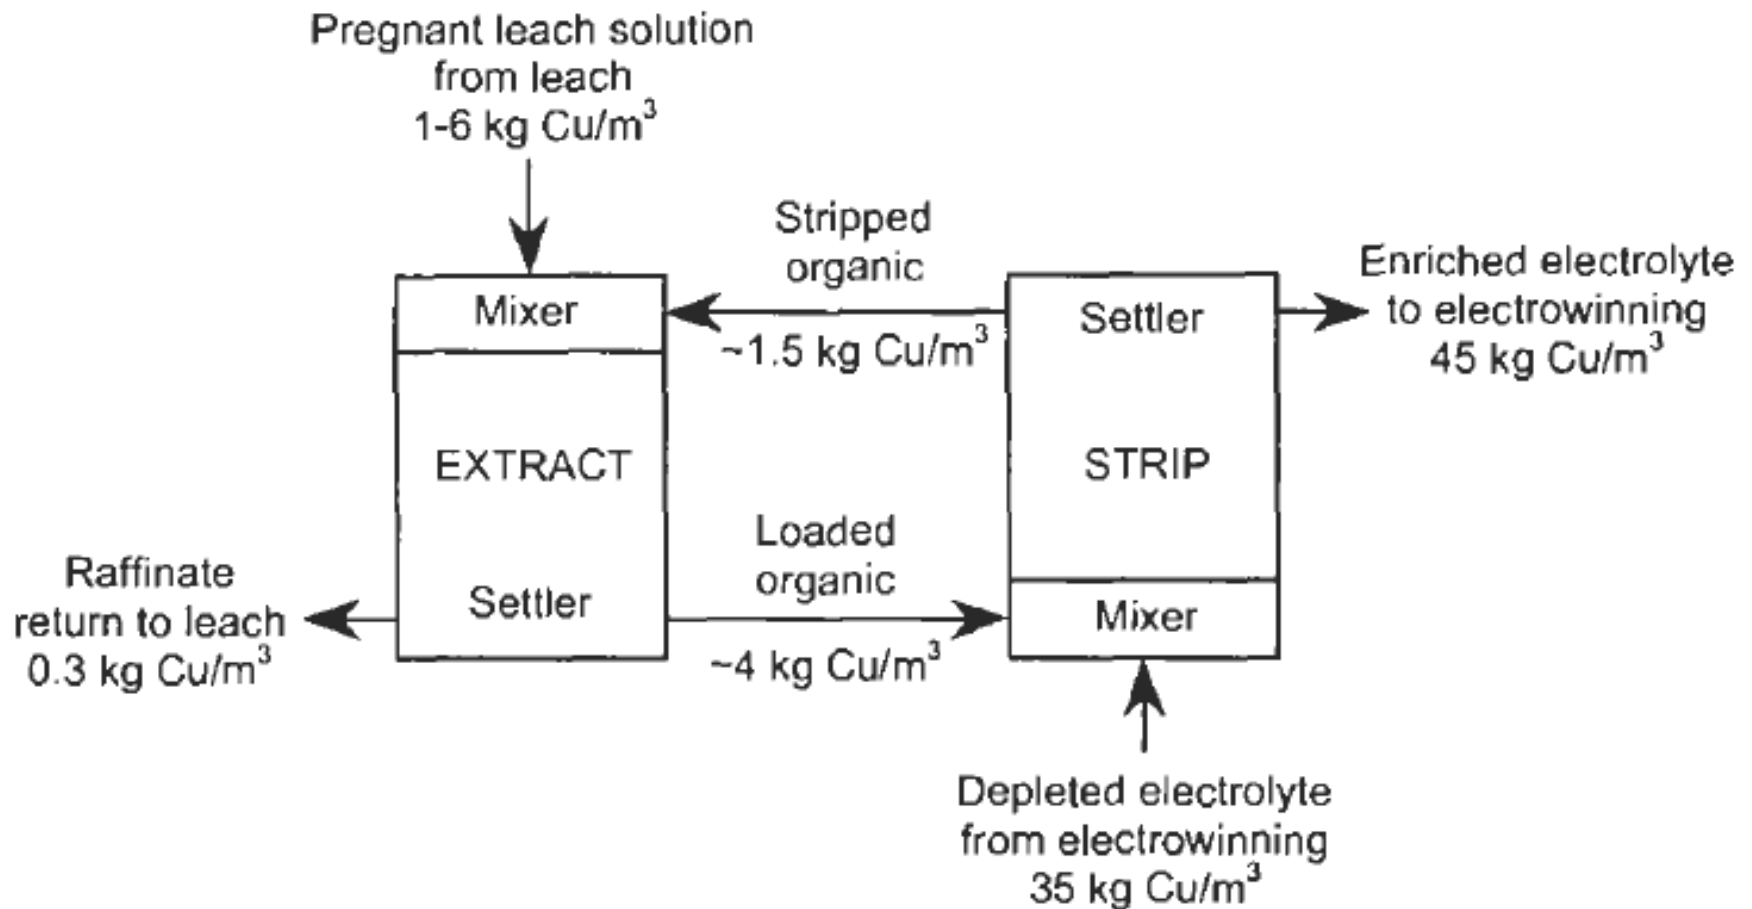 Pregnant leach solution
from leach
1-6 kg Cu/m³
Mixer
EXTRACT
Settler
Raffinate
return to leach
0.3 kg Cu/m³
Stripped
organic
~1.5 kg Cu/m³
Loaded
organic
~4 kg Cu/m³
Settler
STRIP
Mixer
Enriched electrolyte
to electrowinning
45 kg Cu/m³
Depleted electrolyte
from electrowinning
35 kg Cu/m³